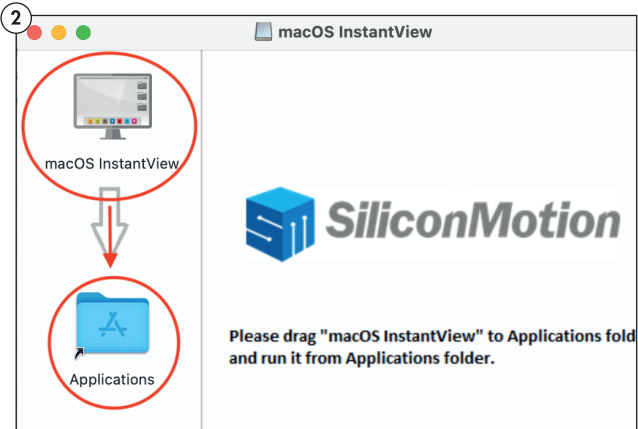 2
macOS InstantView
macOS InstantView
SiliconMotion
Please drag "macOS InstantView" to Applications fold
and run it from Applications folder.
Applications